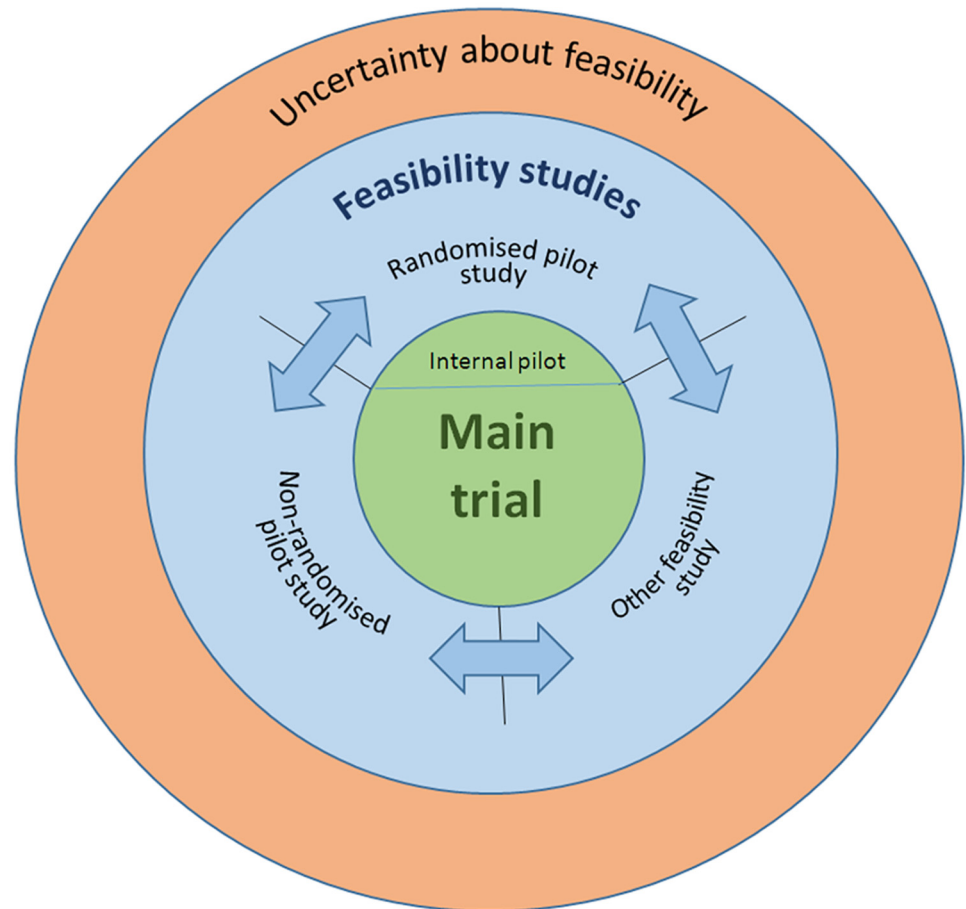 Uncertainty about feasibility
Feasibility studies
Randomised pilot
study
Internal pilot
Main
trial
Non-randomised
pilot study
Other feasibility
study